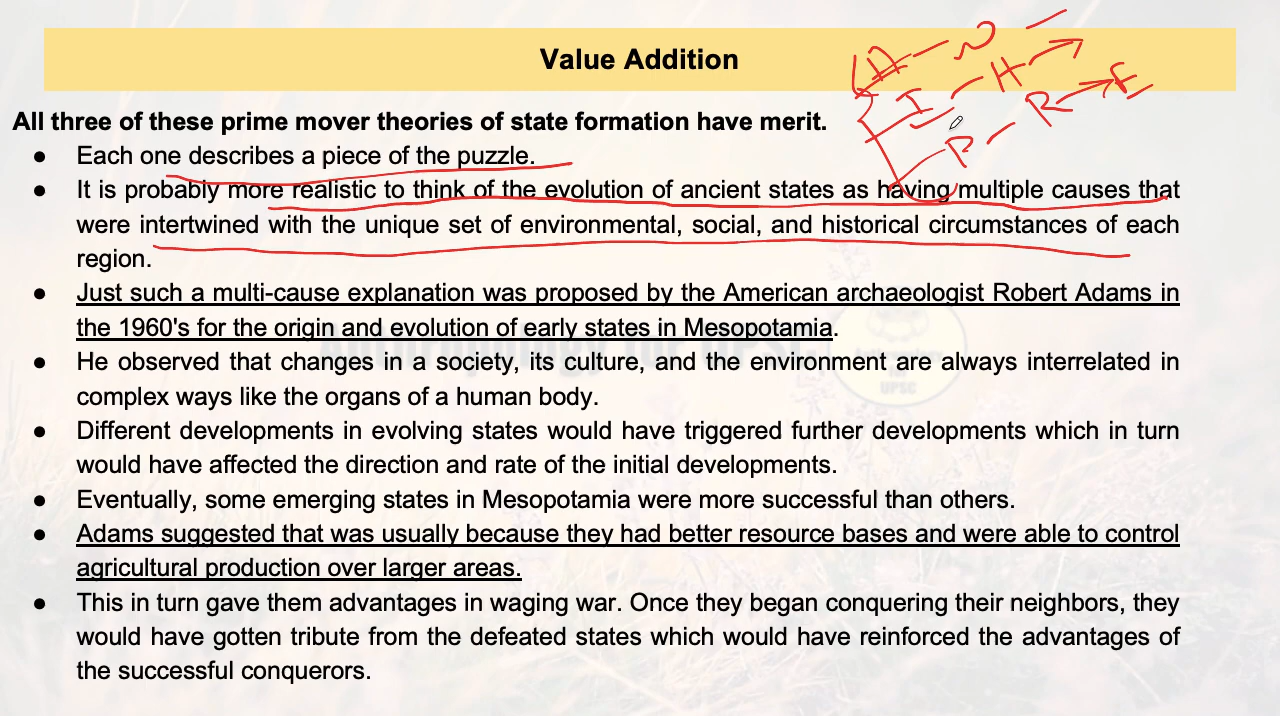 Value Addition
All three of these prime mover theories of state formation have merit.
● Each one describes a piece of the puzzle.
● It is probably more realistic to think of the evolution of ancient states as having multiple causes that
were intertwined with the unique set of environmental, social, and historical circumstances of each
region.
● Just such a multi-cause explanation was proposed by the American archaeologist Robert Adams in
the 1960's for the origin and evolution of early states in Mesopotamia.
● He observed that changes in a society, its culture, and the environment are always interrelated in
complex ways like the organs of a human body.
● Different developments in evolving states would have triggered further developments which in turn
would have affected the direction and rate of the initial developments.
● Eventually, some emerging states in Mesopotamia were more successful than others.
● Adams suggested that was usually because they had better resource bases and were able to control
agricultural production over larger areas.
● This in turn gave them advantages in waging war. Once they began conquering their neighbors, they
would have gotten tribute from the defeated states which would have reinforced the advantages of
the successful conquerors.
I H
P R E
UPSC